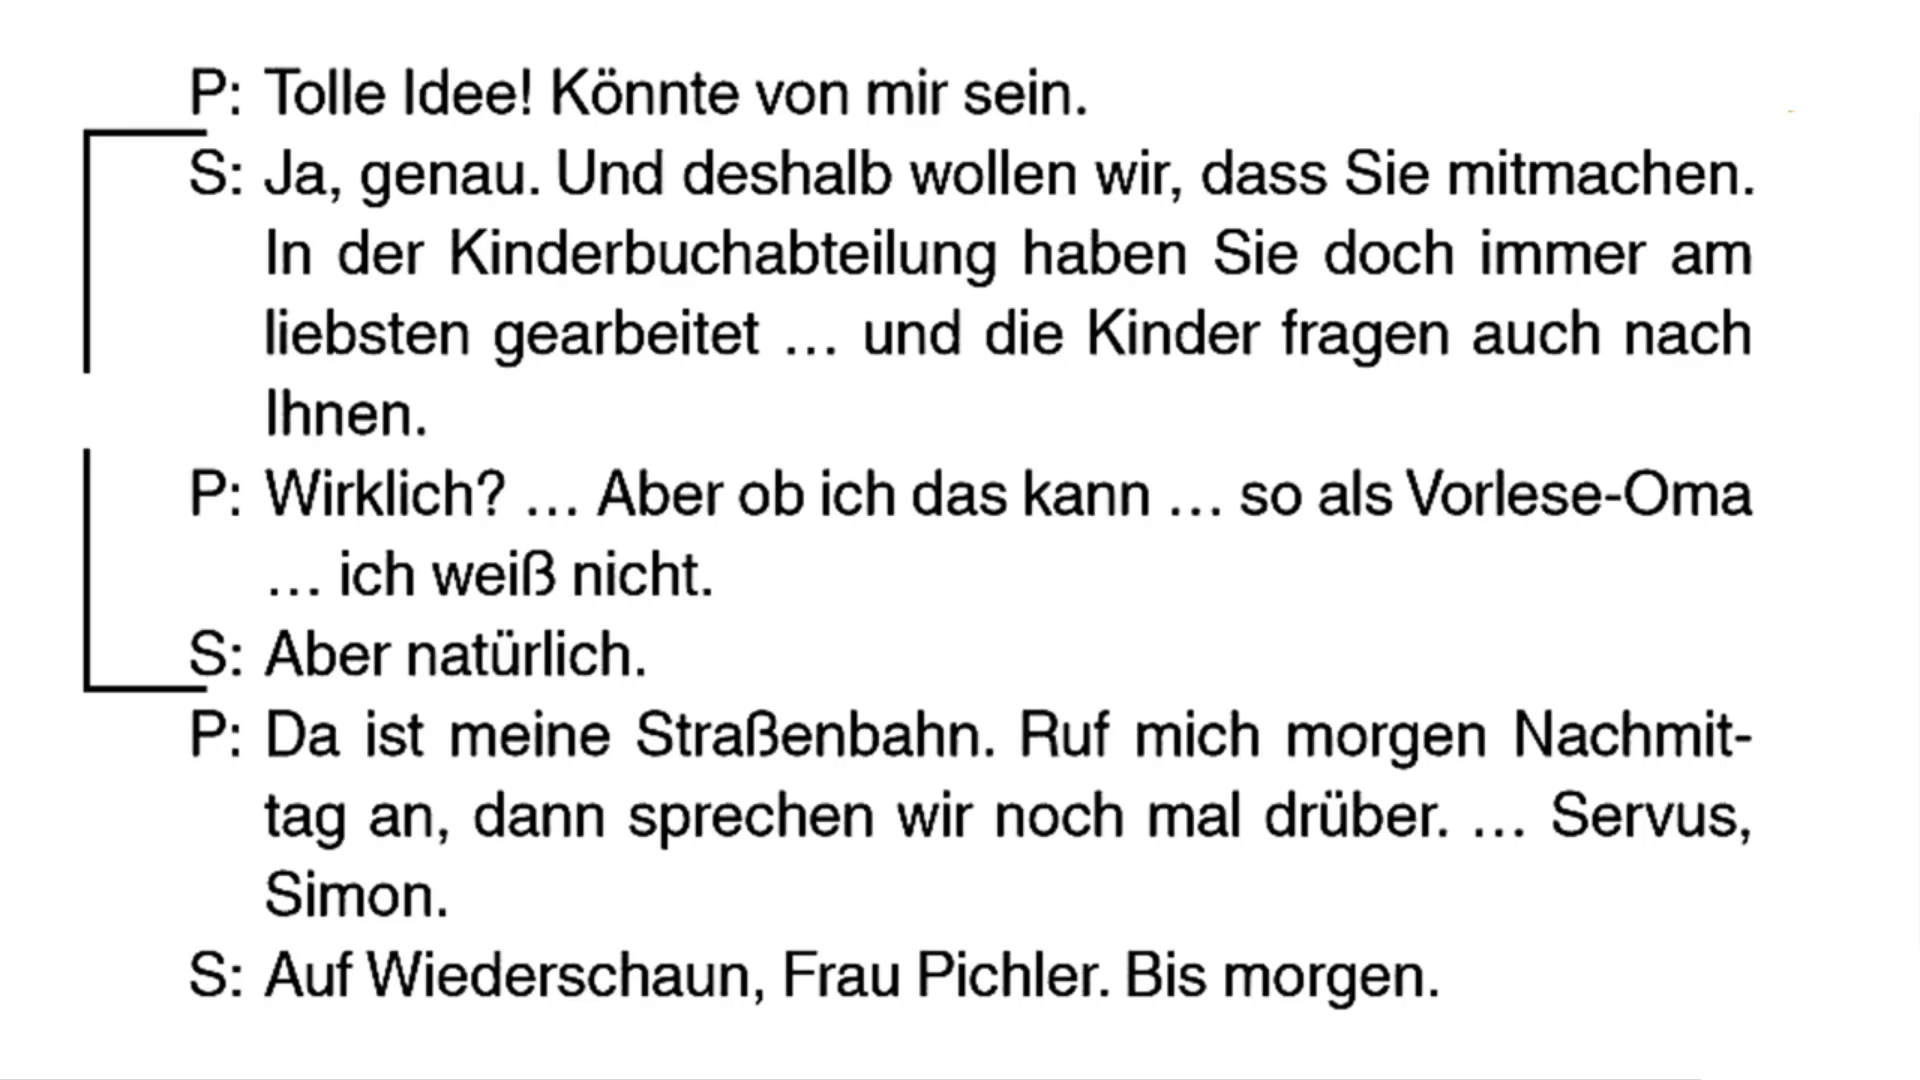 P: Tolle Idee! Könnte von mir sein.
S: Ja, genau. Und deshalb wollen wir, dass Sie mitmachen.
In der Kinderbuchabteilung haben Sie doch immer am
liebsten gearbeitet … und die Kinder fragen auch nach
Ihnen.
P: Wirklich? … Aber ob ich das kann … so als Vorlese-Oma
… ich weiß nicht.
S: Aber natürlich.
P: Da ist meine Straßenbahn. Ruf mich morgen Nachmit-
tag an, dann sprechen wir noch mal drüber. … Servus,
Simon.
S: Auf Wiederschaun, Frau Pichler. Bis morgen.